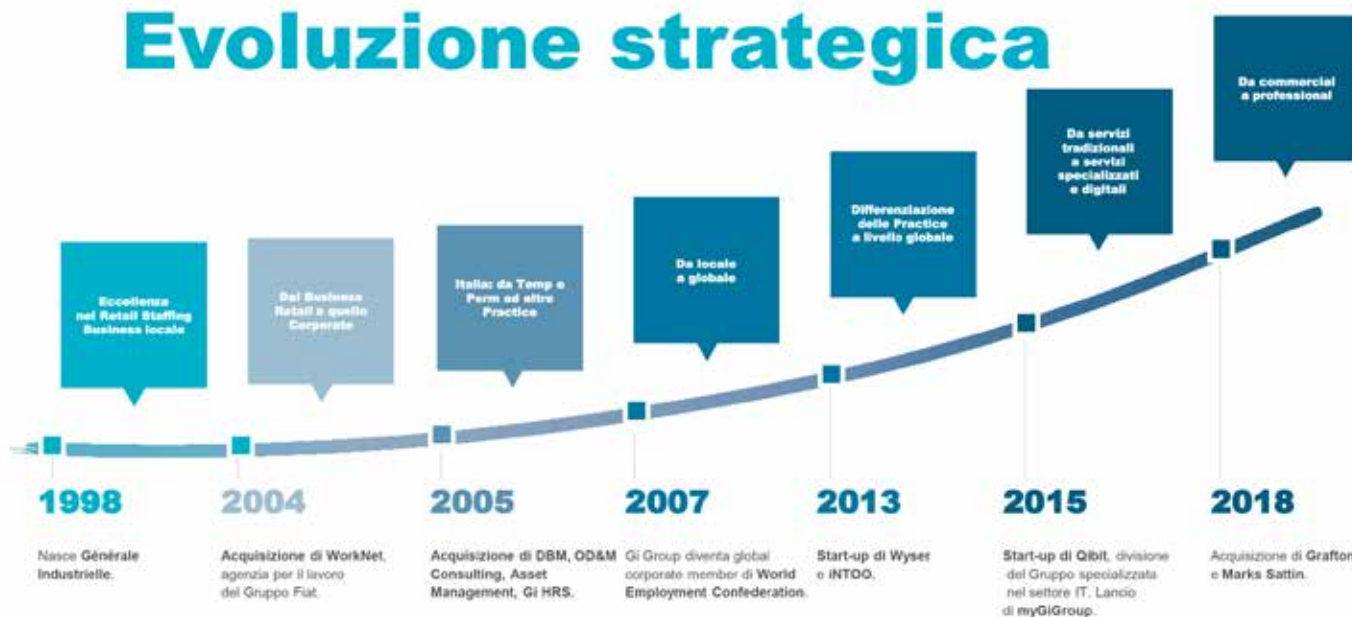 Evoluzione strategica
Eccellenza
nel Retail Staffing
Business locale
Dal Business
Retail a quello
Corporate
Italia: da Temp e
Perm ad altre
Practice
Da locale
a globale
Differenziazione
delle Practice
a livello globale
Da servizi
tradizionali
a servizi
specializzati
e digitali
Da commercial
a professional
1998
Nasce Générale
Industrielle.
2004
Acquisizione di WorkNet,
agenzia per il lavoro
del Gruppo Fiat.
2005
Acquisizione di DBM, OD&M
Consulting, Asset
Management, Gi HRS.
2007
Gi Group diventa global
corporate member di World
Employment Confederation.
2013
Start-up di Wyser
e iNTOO.
2015
Start-up di Qibit, divisione
del Gruppo specializzata
nel settore IT. Lancio
di myGiGroup.
2018
Acquisizione di Grafton
e Marks Sattin.